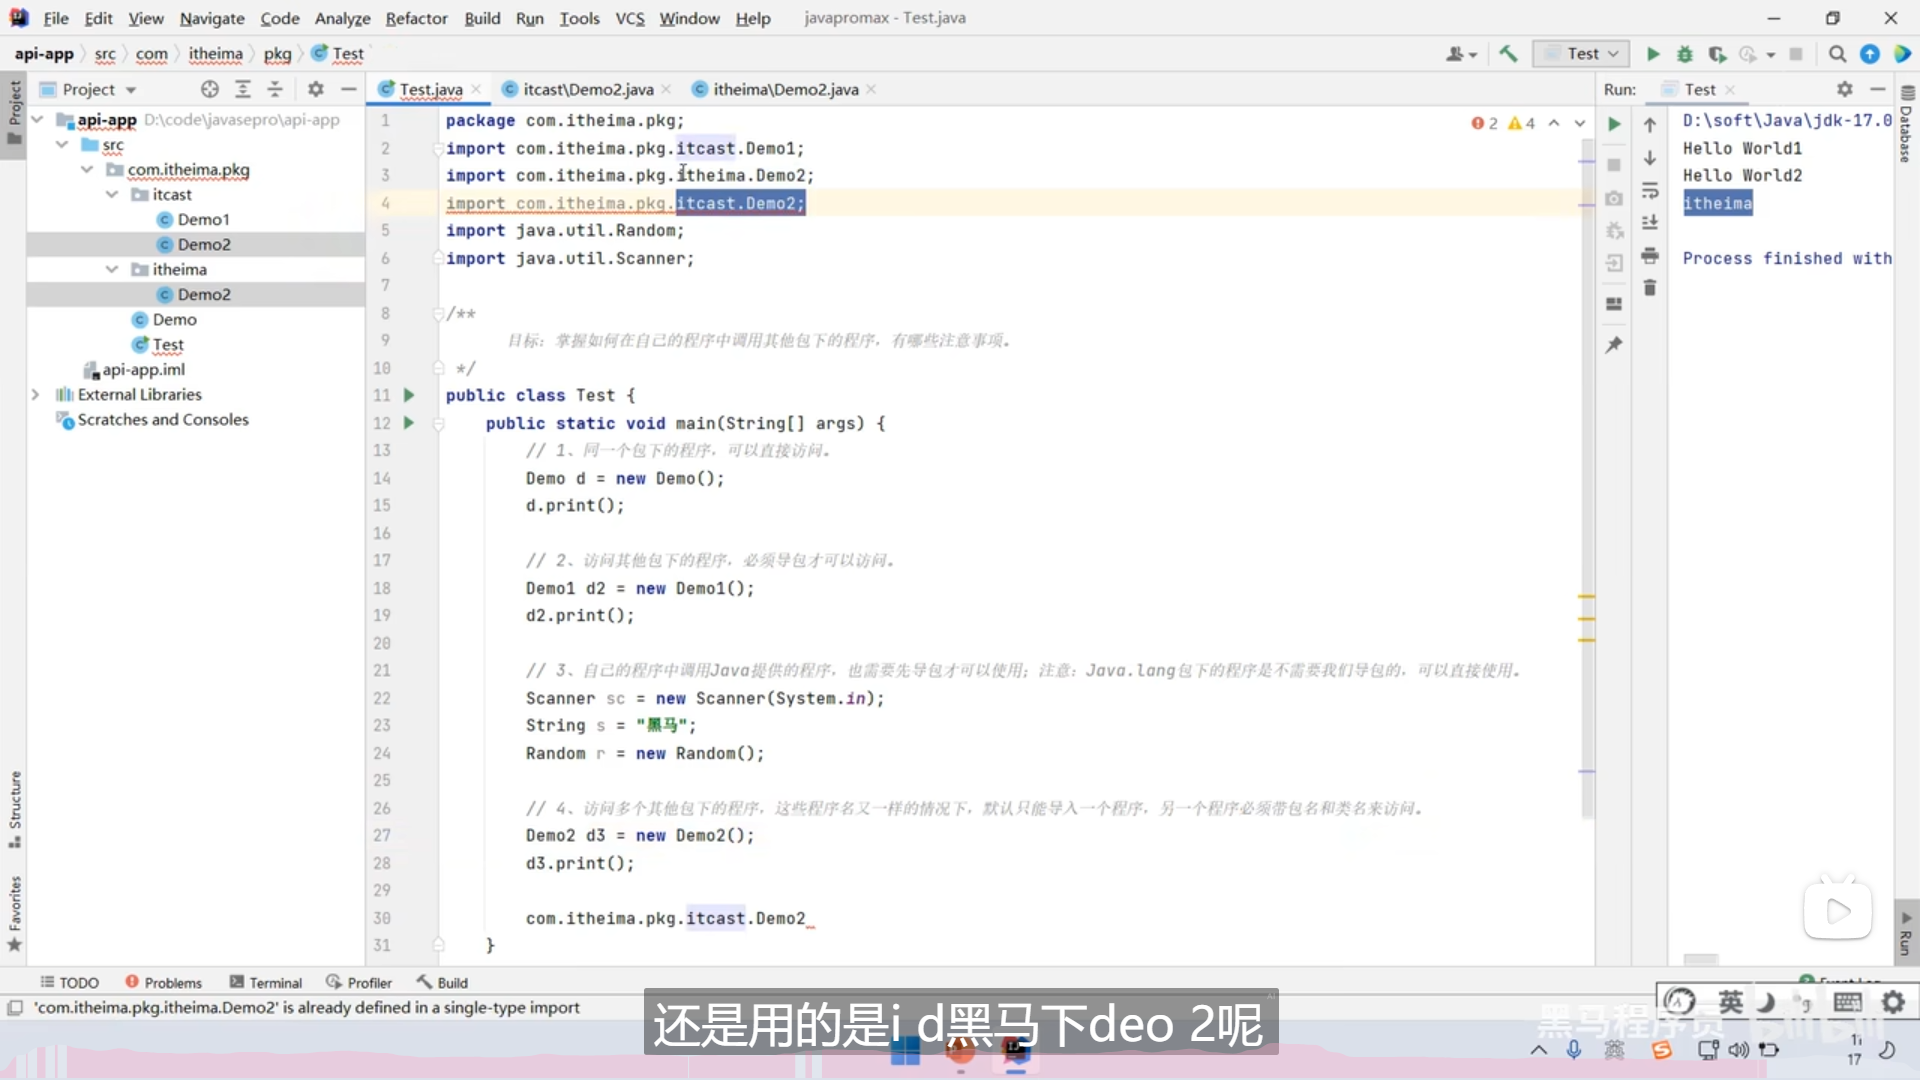 File Edit View Navigate Code Analyze Refactor Build Run Tools VCS Window Help javapromax - Test.java
api-app src com itheima pkg Test
Test
Project
Test.java itcast\Demo2.java itheima\Demo2.java
Run: Test
api-app D:\code\javasepro\api-app
src
com.itheima.pkg
itcast
Demo1
Demo2
itheima
Demo2
Demo
Test
api-app.iml
External Libraries
Scratches and Consoles
2 4
1 package com.itheima.pkg;
2 import com.itheima.pkg.itcast.Demo1;
3 import com.itheima.pkg.itheima.Demo2;
4 import com.itheima.pkg.itcast.Demo2;
5 import java.util.Random;
6 import java.util.Scanner;
7
8 /**
9 目标：掌握如何在自己的程序中调用其他包下的程序，有哪些注意事项。
10 */
11 public class Test {
12 public static void main(String[] args) {
13 // 1、同一个包下的程序，可以直接访问。
14 Demo d = new Demo();
15 d.print();
16
17 // 2、访问其他包下的程序，必须导包才可以访问。
18 Demo1 d2 = new Demo1();
19 d2.print();
20
21 // 3、自己的程序中调用Java提供的程序，也需要先导包才可以使用；注意：Java.lang包下的程序是不需要我们导包的，可以直接使用。
22 Scanner sc = new Scanner(System.in);
23 String s = "黑马";
24 Random r = new Random();
25
26 // 4、访问多个其他包下的程序，这些程序名又一样的情况下，默认只能导入一个程序，另一个程序必须带包名和类名来访问。
27 Demo2 d3 = new Demo2();
28 d3.print();
29
30 com.itheima.pkg.itcast.Demo2
31 }
D:\soft\Java\jdk-17.0
Hello World1
Hello World2
itheima
Process finished with
Project
Structure
Favorites
Database
Run
TODO Problems Terminal Profiler Build Event Log
'com.itheima.pkg.itheima.Demo2' is already defined in a single-type import
还是用的是i d黑马下deo 2呢
黑马程序员 bilibili
英
英
17